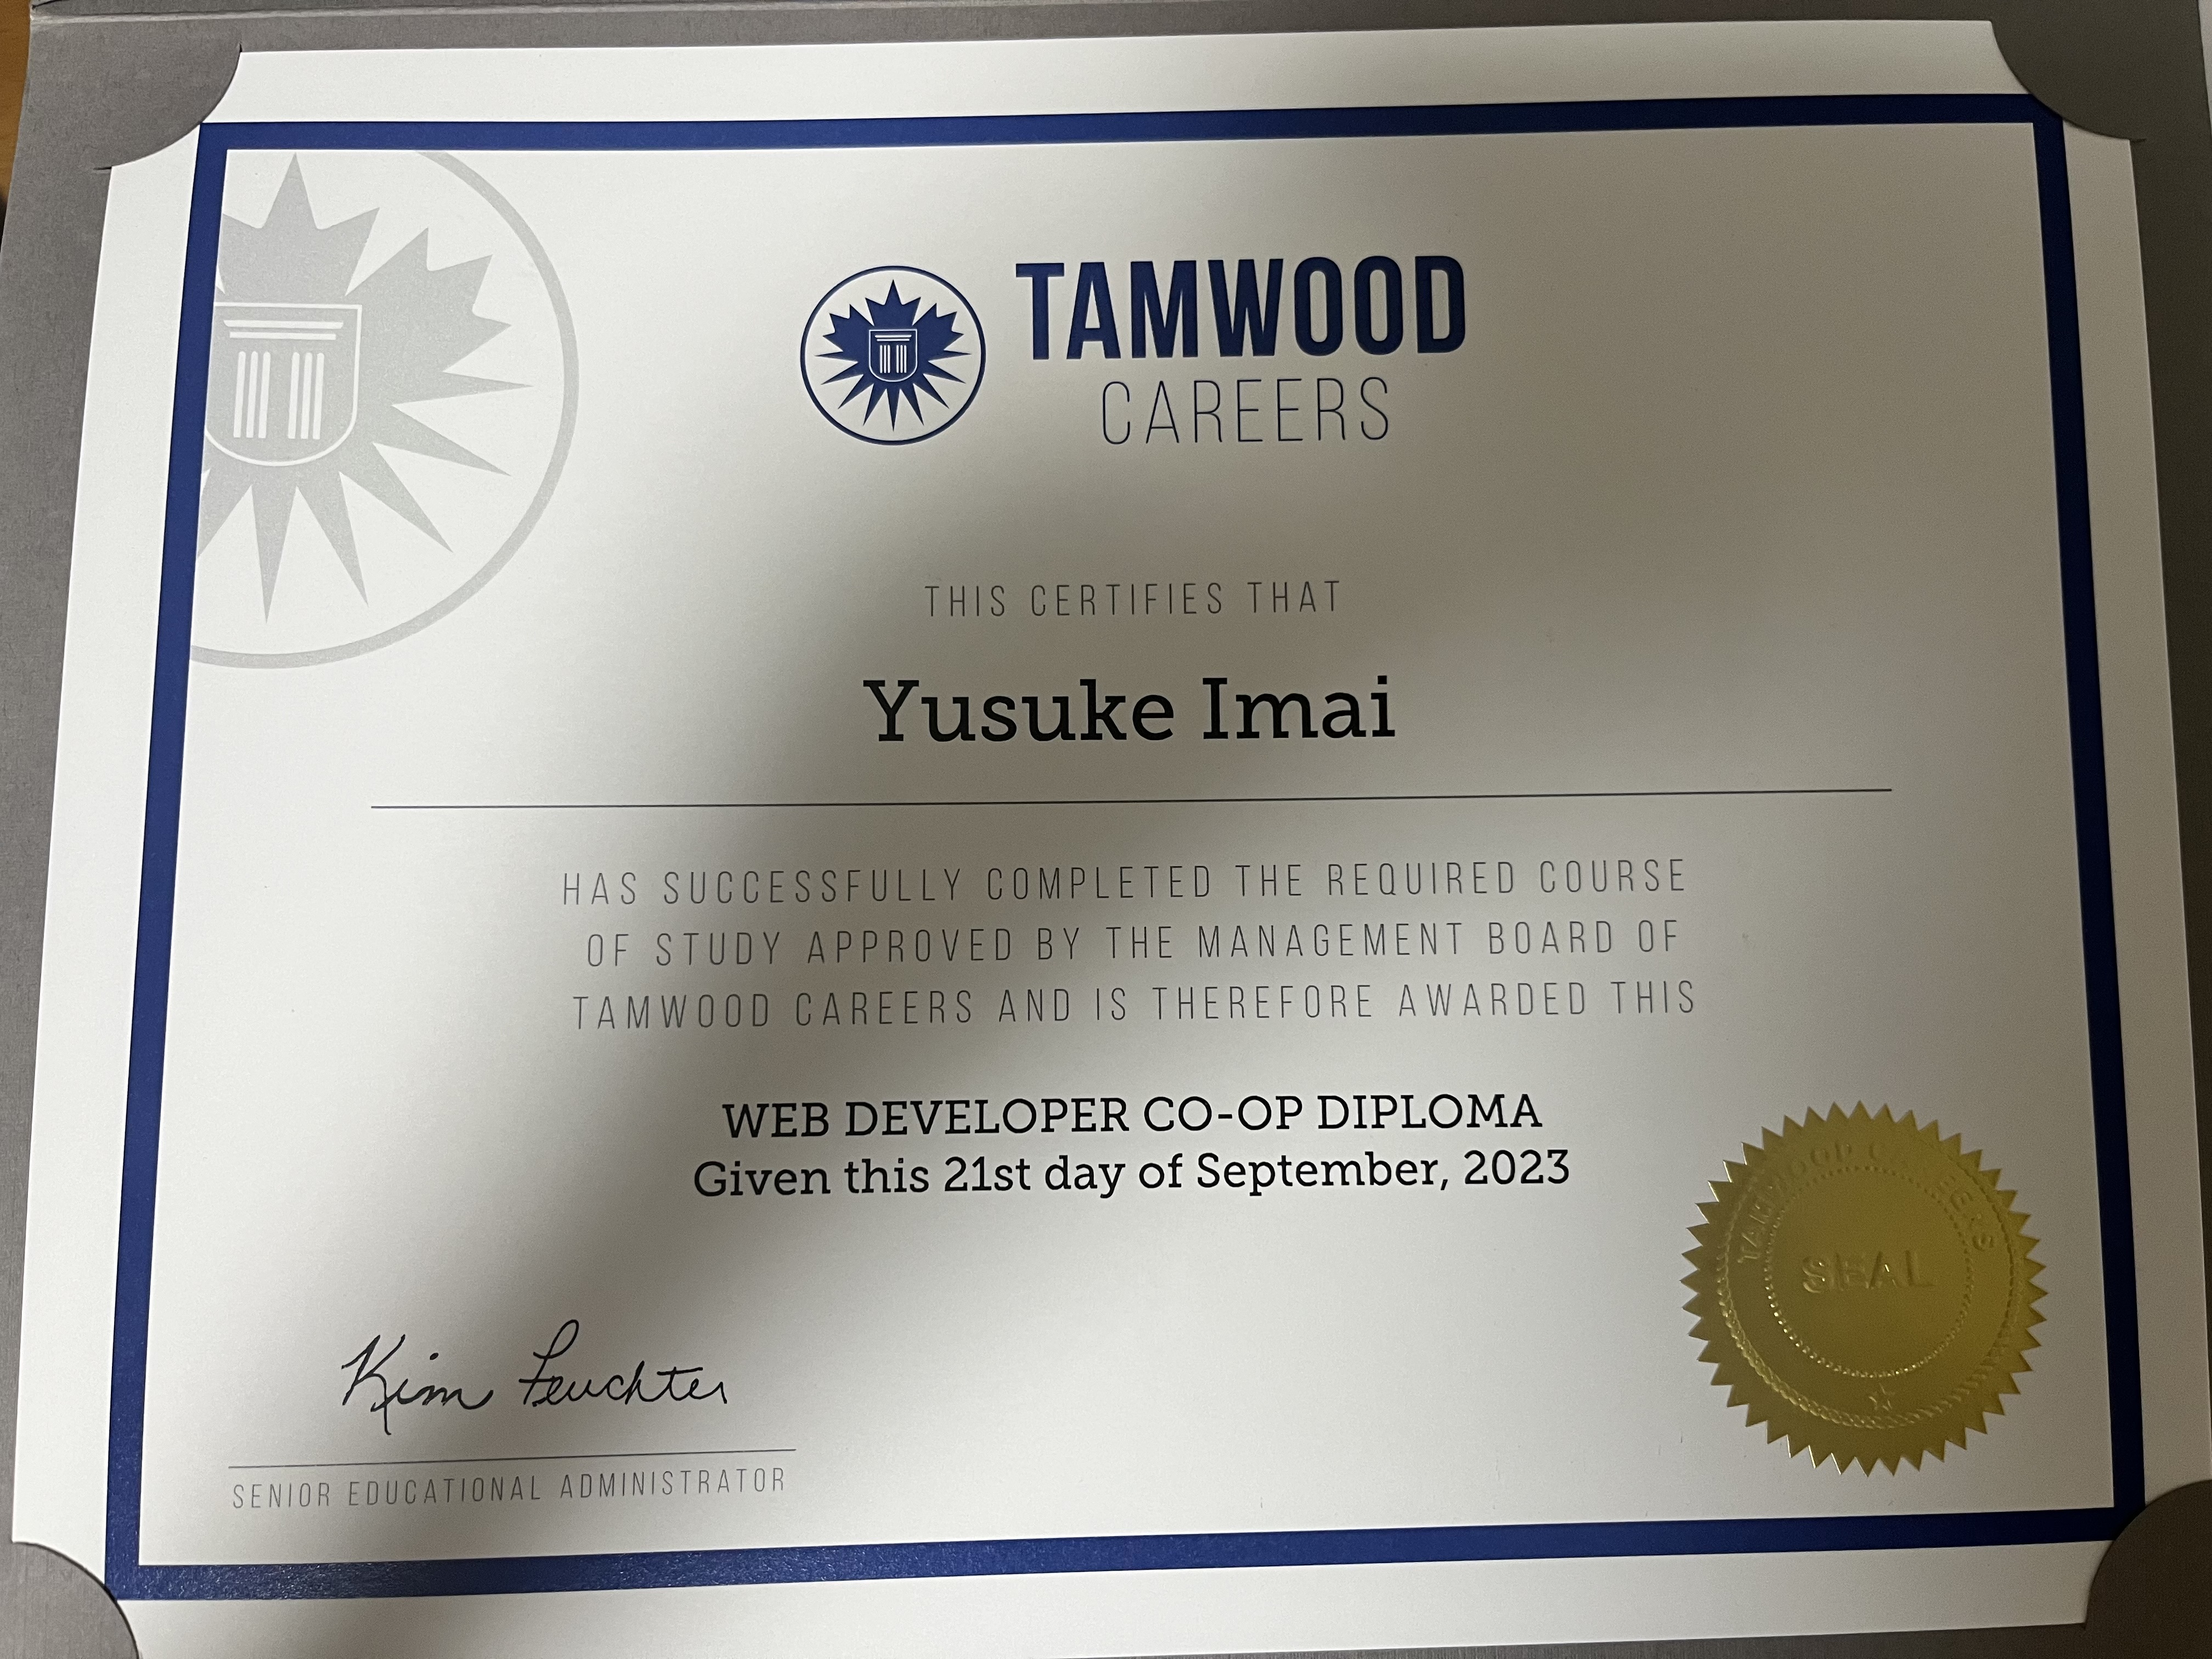 TAMWOOD
CAREERS
THIS CERTIFIES THAT
Yusuke Imai
HAS SUCCESSFULLY COMPLETED THE REQUIRED COURSE
OF STUDY APPROVED BY THE MANAGEMENT BOARD OF
TAMWOOD CAREERS AND IS THEREFORE AWARDED THIS
WEB DEVELOPER CO-OP DIPLOMA
Given this 21st day of September, 2023
TAMWOOD CAREERS
SEAL
Kim Feuchter
SENIOR EDUCATIONAL ADMINISTRATOR